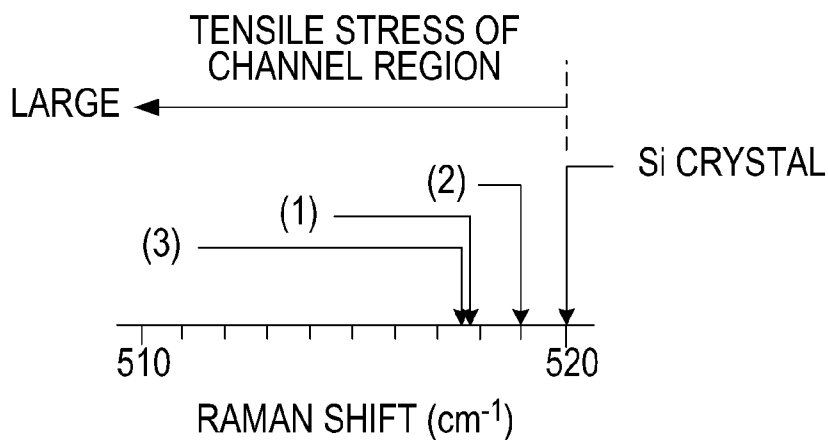 TENSILE STRESS OF
CHANNEL REGION
LARGE
Si CRYSTAL
(2)
(1)
(3)
510
520
RAMAN SHIFT (cm⁻¹)